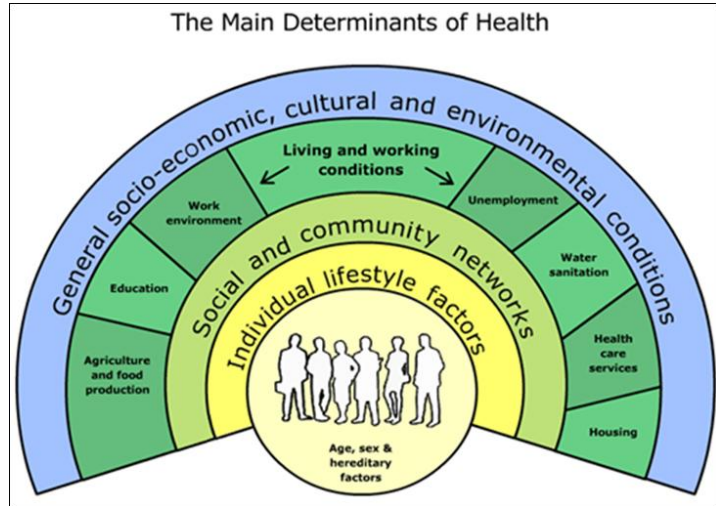 The Main Determinants of Health
General socio-economic, cultural and environmental conditions
Living and working
conditions
Agriculture
and food
production
Education
Work
environment
Unemployment
Water
sanitation
Health
care
services
Housing
Social and community networks
Individual lifestyle factors
Age, sex &
hereditary
factors